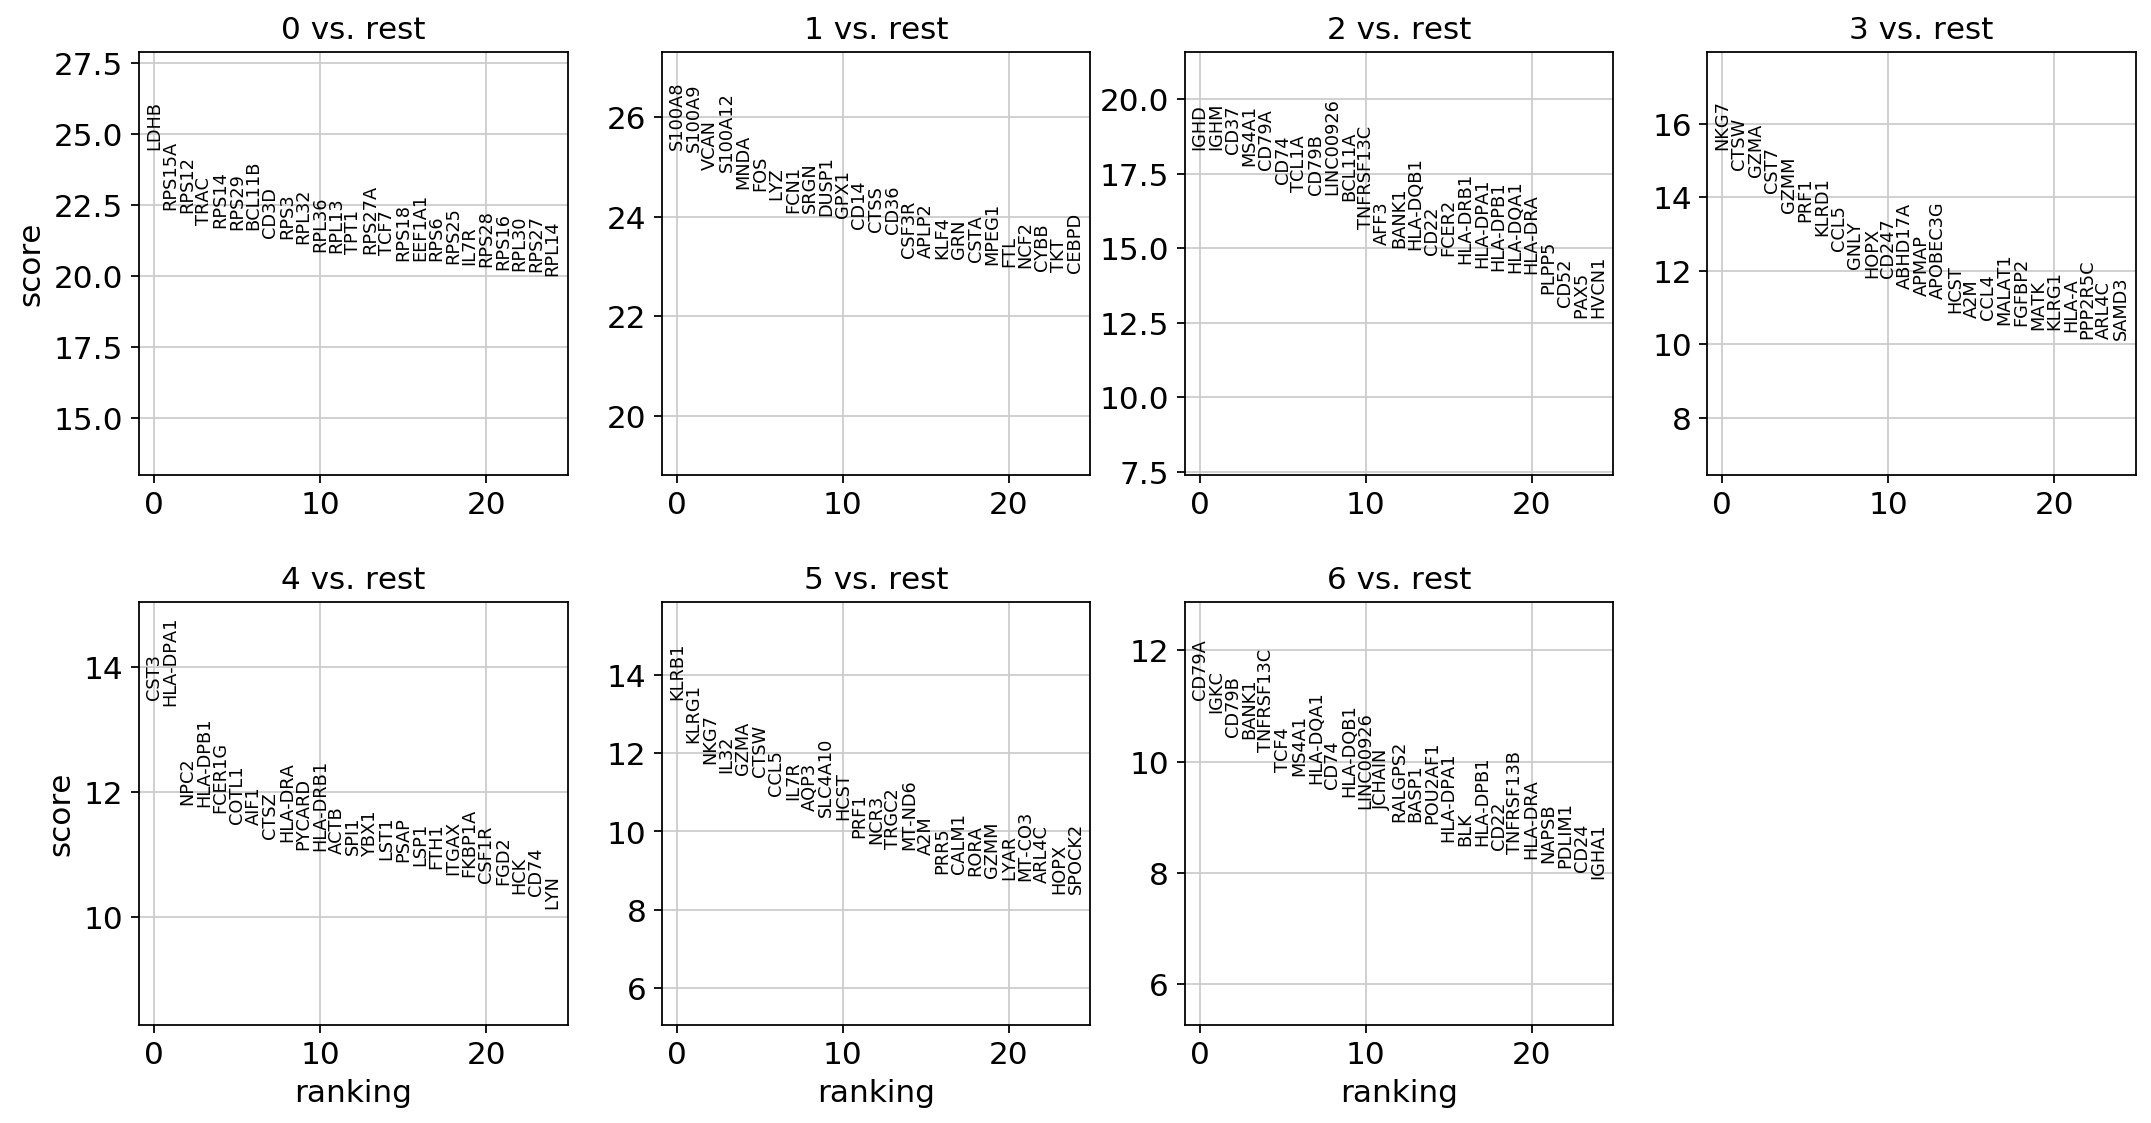 0 vs. rest
1 vs. rest
2 vs. rest
3 vs. rest
score
27.5
25.0
22.5
20.0
17.5
15.0
LDHB
RPS15A
RPS12
TRAC
RPS14
RPS29
BCL11B
CD3D
RPS3
RPL32
RPL36
RPL13
TPT1
RPS27A
TCF7
RPS18
EEF1A1
RPS6
RPS25
IL7R
RPS28
RPS16
RPL30
RPS27
RPL14
0 10 20
26
24
22
20
S100A8
S100A9
VCAN
S100A12
MNDA
FOS
LYZ
FCN1
SRGN
DUSP1
GPX1
CD14
CTSS
CD36
CSF3R
APLP2
KLF4
GRN
CSTA
MPEG1
FTL
NCF2
CYBB
TKT
CEBPD
0 10 20
20.0
17.5
15.0
12.5
10.0
7.5
IGHD
IGHM
CD37
MS4A1
CD79A
CD74
TCL1A
CD79B
LINC00926
BCL11A
TNFRSF13C
AFF3
BANK1
HLA-DQB1
CD22
FCER2
HLA-DRB1
HLA-DPA1
HLA-DPB1
HLA-DQA1
HLA-DRA
PLPP5
CD52
PAX5
HVCN1
0 10 20
16
14
12
10
8
NKG7
CTSW
GZMA
CST7
GZMM
PRF1
KLRD1
CCL5
GNLY
HOPX
CD247
ABHD17A
APMAP
APOBEC3G
HCST
A2M
CCL4
MALAT1
FGFBP2
MATK
KLRG1
HLA-A
PPP2R5C
ARL4C
SAMD3
0 10 20
4 vs. rest
5 vs. rest
6 vs. rest
score
14
12
10
CST3
HLA-DPA1
NPC2
HLA-DPB1
FCER1G
COTL1
AIF1
CTSZ
HLA-DRA
PYCARD
HLA-DRB1
ACTB
SPI1
YBX1
LST1
PSAP
LSP1
FTH1
ITGAX
FKBP1A
CSF1R
FGD2
HCK
CD74
LYN
0 10 20
ranking
14
12
10
8
6
KLRB1
KLRG1
NKG7
IL32
GZMA
CTSW
CCL5
IL7R
AQP3
SLC4A10
HCST
PRF1
NCR3
TRGC2
MT-ND6
A2M
PRR5
CALM1
RORA
GZMM
LYAR
MT-CO3
ARL4C
HOPX
SPOCK2
0 10 20
ranking
12
10
8
6
CD79A
IGKC
CD79B
BANK1
TNFRSF13C
TCF4
MS4A1
HLA-DQA1
CD74
HLA-DQB1
LINC00926
JCHAIN
RALGPS2
BASP1
POU2AF1
HLA-DPA1
BLK
HLA-DPB1
CD22
TNFRSF13B
HLA-DRA
NAPSB
PDLIM1
CD24
IGHA1
0 10 20
ranking